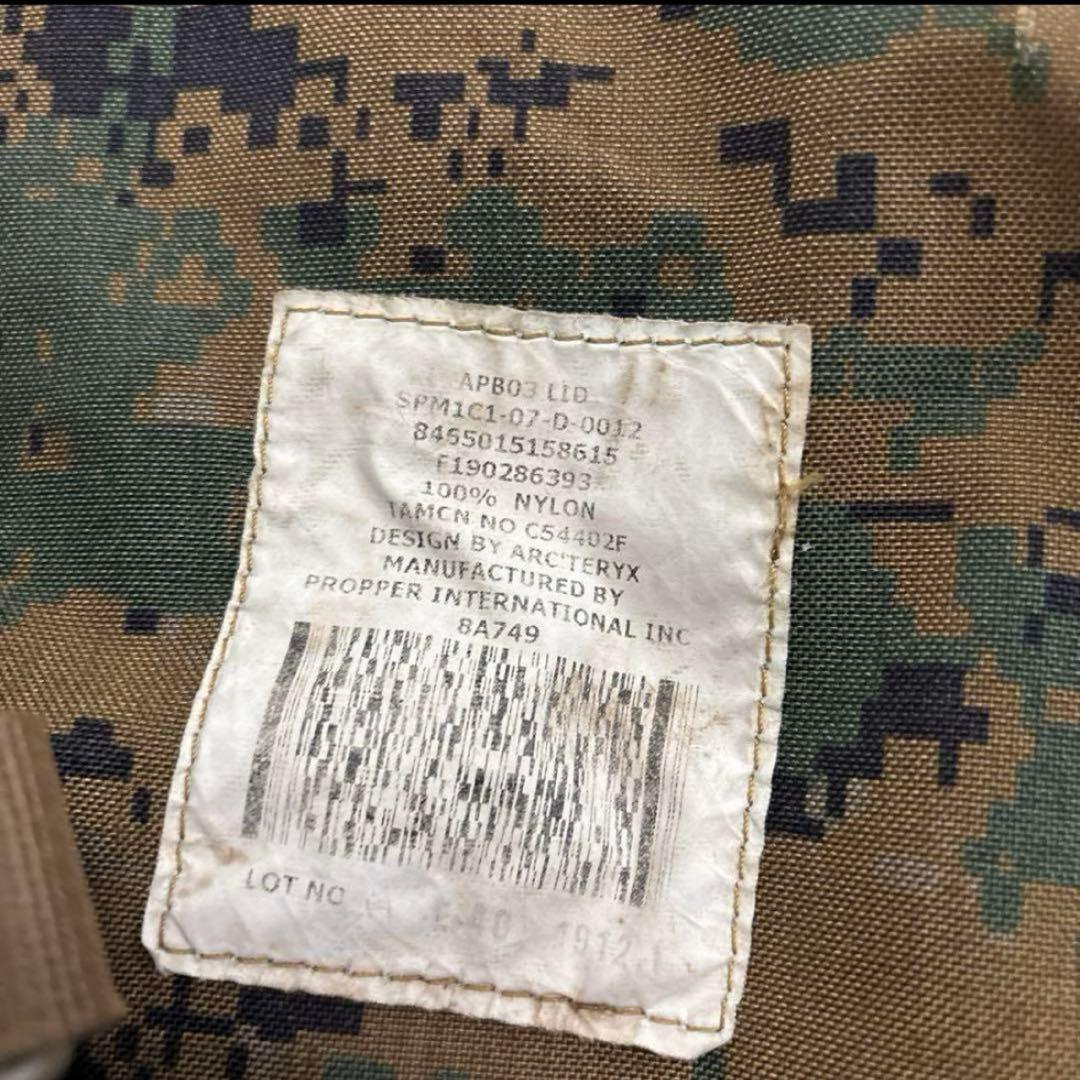 APB03 LID
SPM1C1-07-D-0012
8465015158615
F190286393
100% NYLON
TAMCN NO C54402F
DESIGN BY ARC'TERYX
MANUFACTURED BY
PROPPER INTERNATIONAL INC
8A749
LOT NO